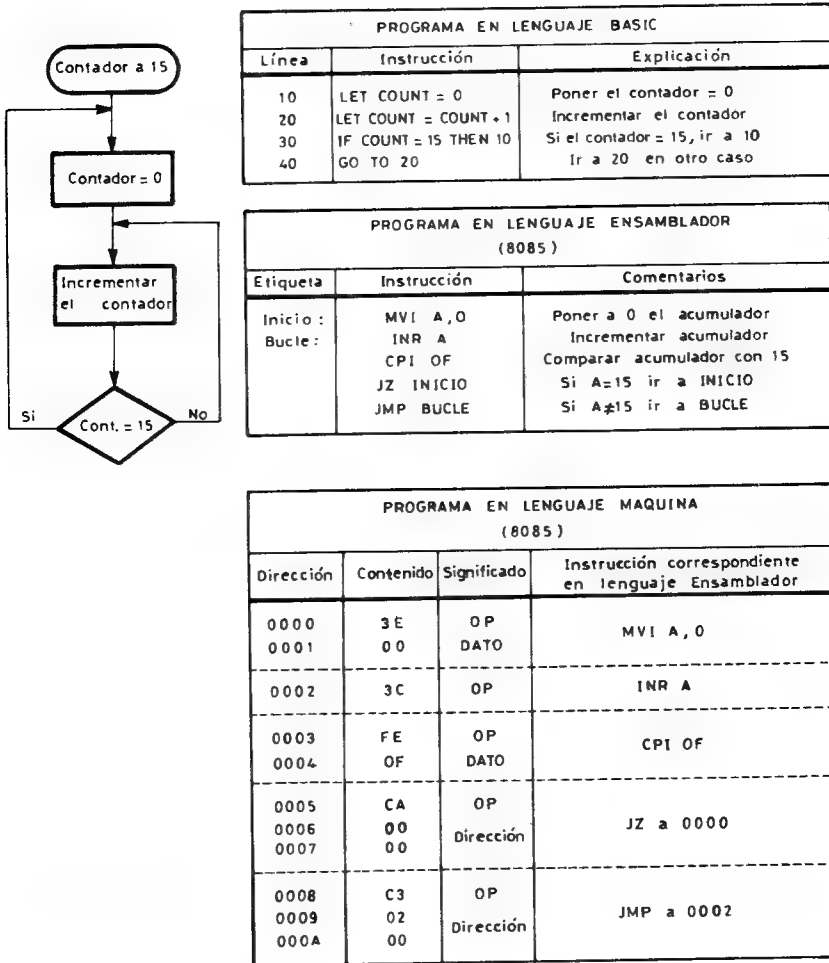 Contador a 15
Contador = 0
Incrementar
el contador
Cont. = 15
Si
No
PROGRAMA EN LENGUAJE BASIC
Línea Instrucción Explicación
10 LET COUNT = 0 Poner el contador = 0
20 LET COUNT = COUNT + 1 Incrementar el contador
30 IF COUNT = 15 THEN 10 Si el contador = 15, ir a 10
40 GO TO 20 Ir a 20 en otro caso
PROGRAMA EN LENGUAJE ENSAMBLADOR
(8085)
Etiqueta Instrucción Comentarios
Inicio : MVI A,0 Poner a 0 el acumulador
Bucle : INR A Incrementar acumulador
CPI OF Comparar acumulador con 15
JZ INICIO Si A=15 ir a INICIO
JMP BUCLE Si A≠15 ir a BUCLE
PROGRAMA EN LENGUAJE MAQUINA
(8085)
Dirección Contenido Significado Instrucción correspondiente
en lenguaje Ensamblador
0000 3E OP MVI A,0
0001 00 DATO
0002 3C OP INR A
0003 FE OP CPI OF
0004 OF DATO
0005 CA OP
0006 00 Dirección JZ a 0000
0007 00
0008 C3 OP
0009 02 Dirección JMP a 0002
000A 00